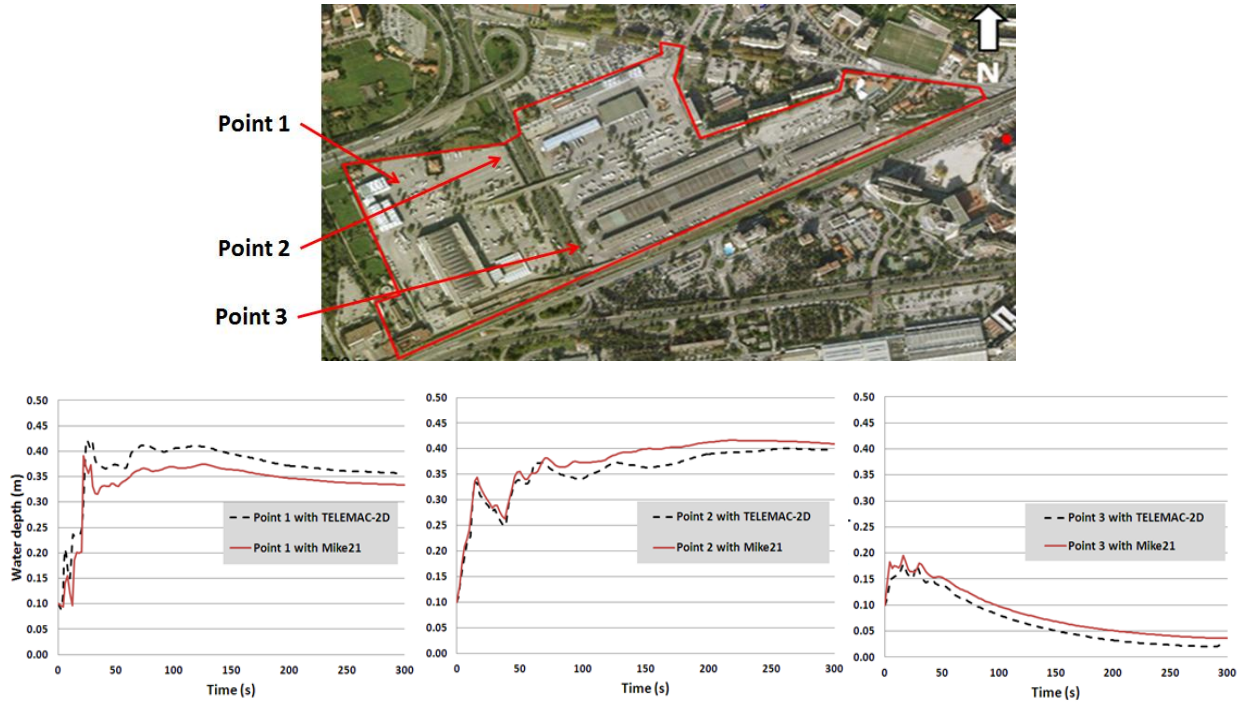 N
Point 1
Point 2
Point 3
Water depth (m)
0.50
0.45
0.40
0.35
0.30
0.25
0.20
0.15
0.10
0.05
0.00
Point 1 with TELEMAC-2D
Point 1 with Mike21
0 50 100 150 200 250 300
Time (s)
0.50
0.45
0.40
0.35
0.30
0.25
0.20
0.15
0.10
0.05
0.00
Point 2 with TELEMAC-2D
Point 2 with Mike21
0 50 100 150 200 250 300
Time (s)
0.50
0.45
0.40
0.35
0.30
0.25
0.20
0.15
0.10
0.05
0.00
Point 3 with TELEMAC-2D
Point 3 with Mike21
0 50 100 150 200 250 300
Time (s)